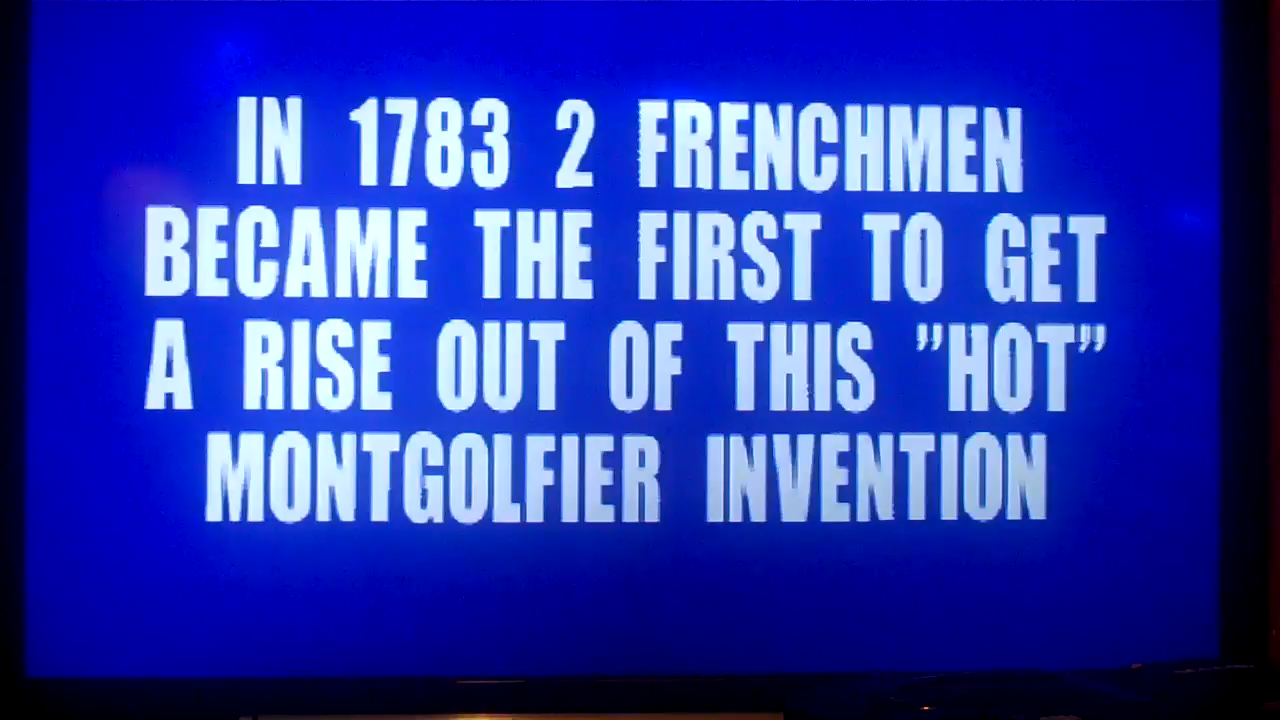 IN 1783 2 FRENCHMEN
BECAME THE FIRST TO GET
A RISE OUT OF THIS "HOT"
MONTGOLFIER INVENTION